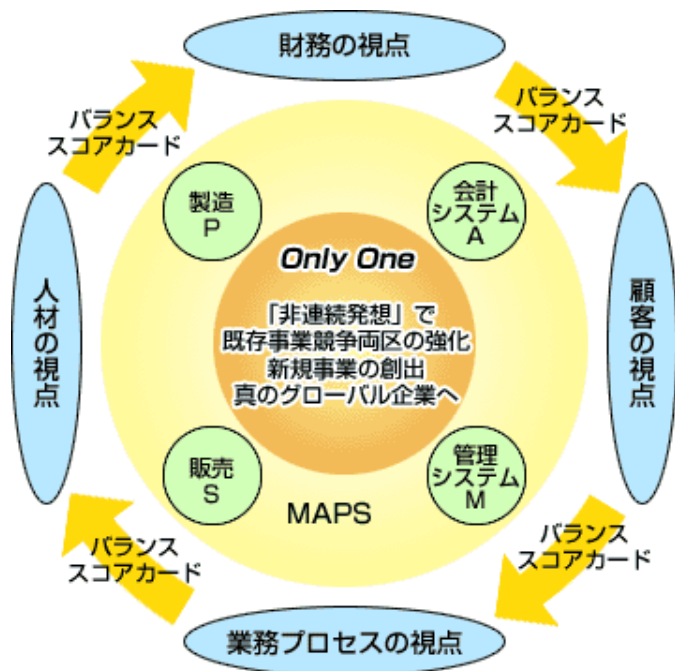 財務の視点
バランス
スコアカード
バランス
スコアカード
製造
P
会計
システム
A
Only One
「非連続発想」で
既存事業競争両区の強化
新規事業の創出
真のグローバル企業へ
人材の視点
顧客の視点
販売
S
管理
システム
M
MAPS
バランス
スコアカード
バランス
スコアカード
業務プロセスの視点